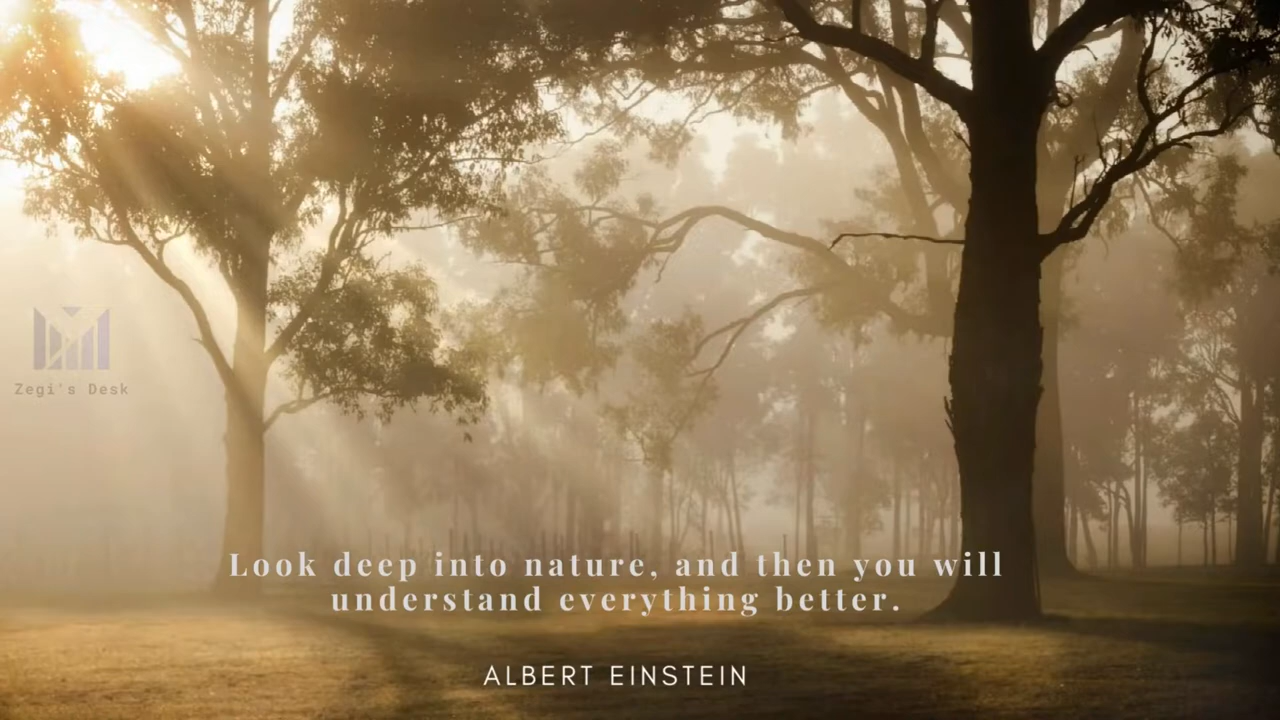 Zegi's Desk
Look deep into nature, and then you will
understand everything better.
ALBERT EINSTEIN